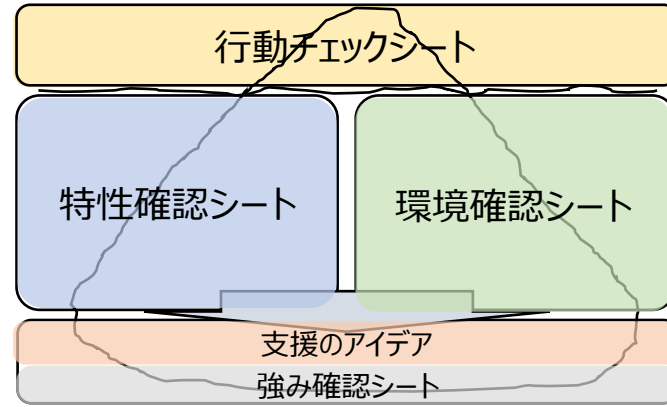 行動チェックシート
特性確認シート
環境確認シート
支援のアイデア
強み確認シート